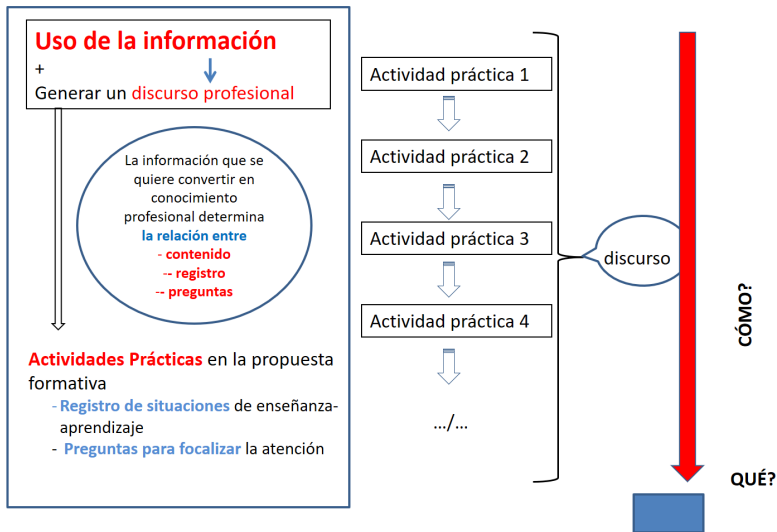 Uso de la información
+
Generar un discurso profesional
La información que se
quiere convertir en
conocimiento
profesional determina
la relación entre
- contenido
-- registro
-- preguntas
Actividades Prácticas en la propuesta
formativa
- Registro de situaciones de enseñanza-
aprendizaje
- Preguntas para focalizar la atención
Actividad práctica 1
Actividad práctica 2
Actividad práctica 3
Actividad práctica 4
.../...
discurso
CÓMO?
QUÉ?